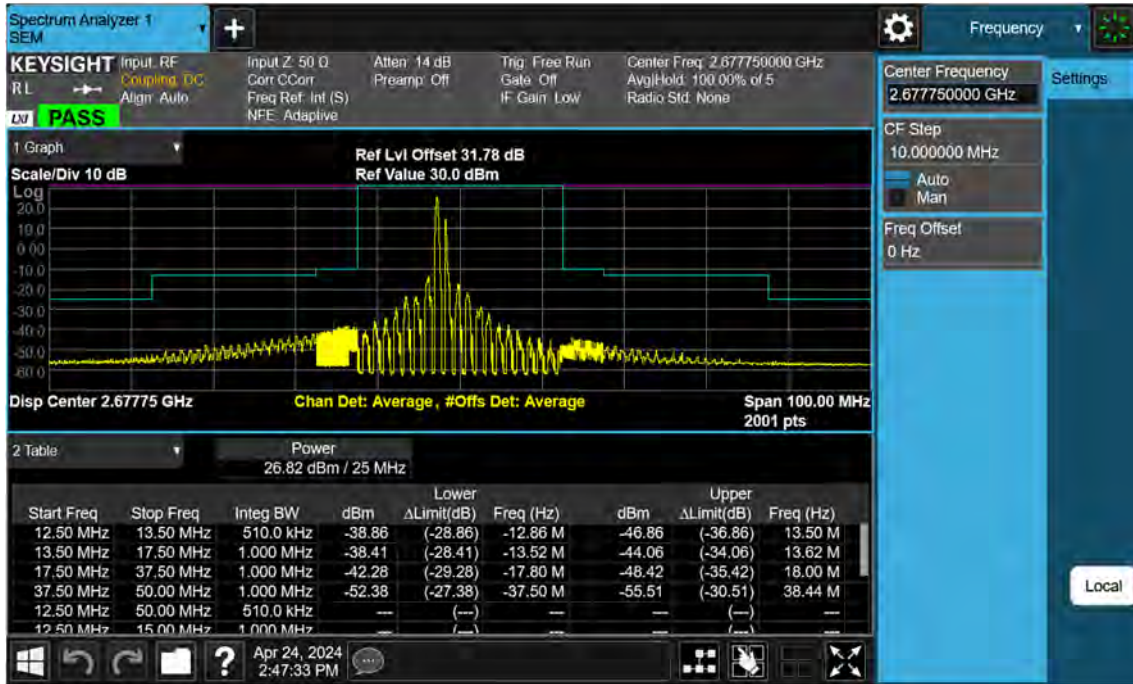 Spectrum Analyzer 1
SEM
+
Frequency
KEYSIGHT
RL
LXI
PASS
Input: RF
Coupling: DC
Align: Auto
Input Z: 50 Ω
Corr CCorr
Freq Ref: Int (S)
NFE: Adaptive
Atten: 14 dB
Preamp: Off
Trig: Free Run
Gate: Off
IF Gain: Low
Center Freq: 2.677750000 GHz
Avg|Hold: 100.00% of 5
Radio Std: None
Center Frequency
2.677750000 GHz
Settings
CF Step
10.000000 MHz
Auto
Man
Freq Offset
0 Hz
Local
1 Graph
Scale/Div 10 dB
Ref Lvl Offset 31.78 dB
Ref Value 30.0 dBm
Log
20.0
10.0
0.00
-10.0
-20.0
-30.0
-40.0
-50.0
-60.0
Disp Center 2.67775 GHz
Chan Det: Average, #Offs Det: Average
Span 100.00 MHz
2001 pts
2 Table
Power
26.82 dBm / 25 MHz
Lower Upper
Start Freq Stop Freq Integ BW dBm ΔLimit(dB) Freq (Hz) dBm ΔLimit(dB) Freq (Hz)
12.50 MHz 13.50 MHz 510.0 kHz -38.86 (-28.86) -12.86 M -46.86 (-36.86) 13.50 M
13.50 MHz 17.50 MHz 1.000 MHz -38.41 (-28.41) -13.52 M -44.06 (-34.06) 13.62 M
17.50 MHz 37.50 MHz 1.000 MHz -42.28 (-29.28) -17.80 M -48.42 (-35.42) 18.00 M
37.50 MHz 50.00 MHz 1.000 MHz -52.38 (-27.38) -37.50 M -55.51 (-30.51) 38.44 M
12.50 MHz 50.00 MHz 510.0 kHz --- (---) --- --- (---) ---
12.50 MHz 15.00 MHz 1.000 MHz --- (---) --- --- (---) ---
?
Apr 24, 2024
2:47:33 PM